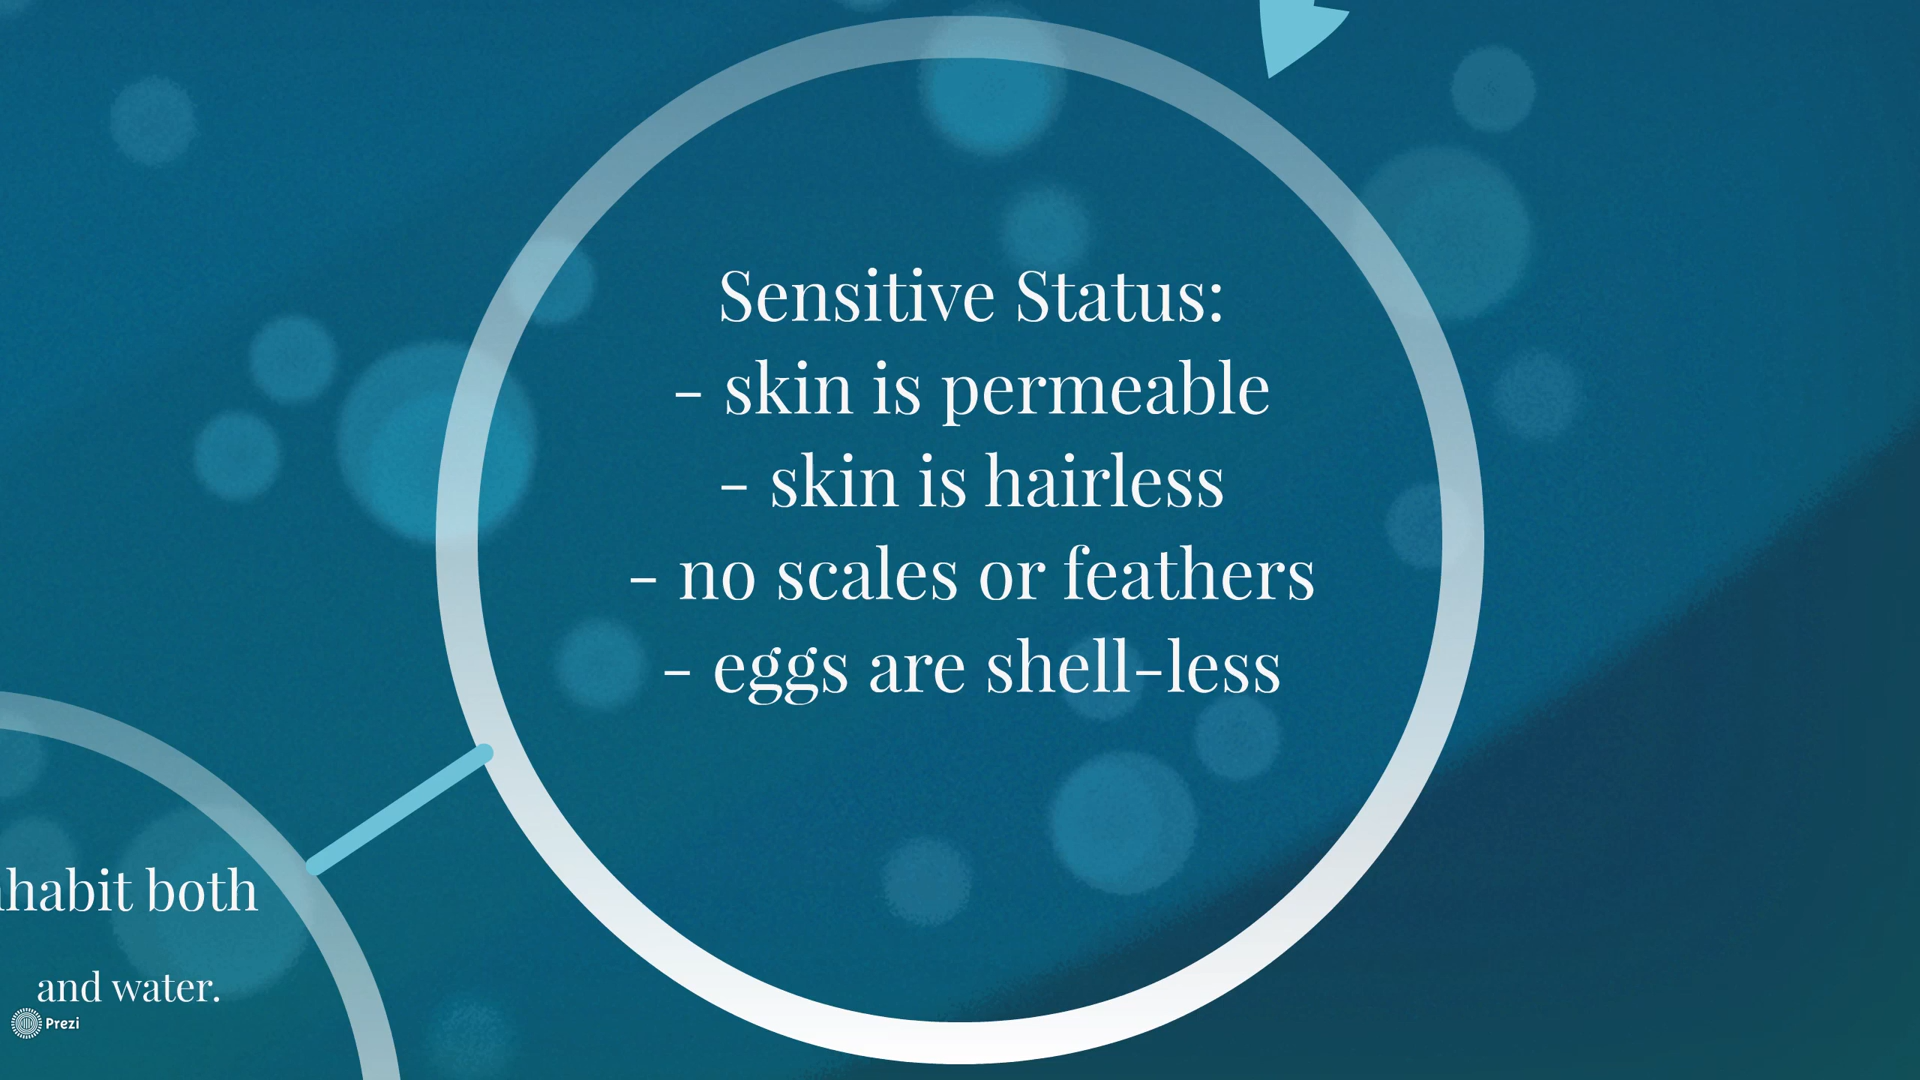 Sensitive Status:
- skin is permeable
- skin is hairless
- no scales or feathers
- eggs are shell-less
habit both
and water.
Prezi